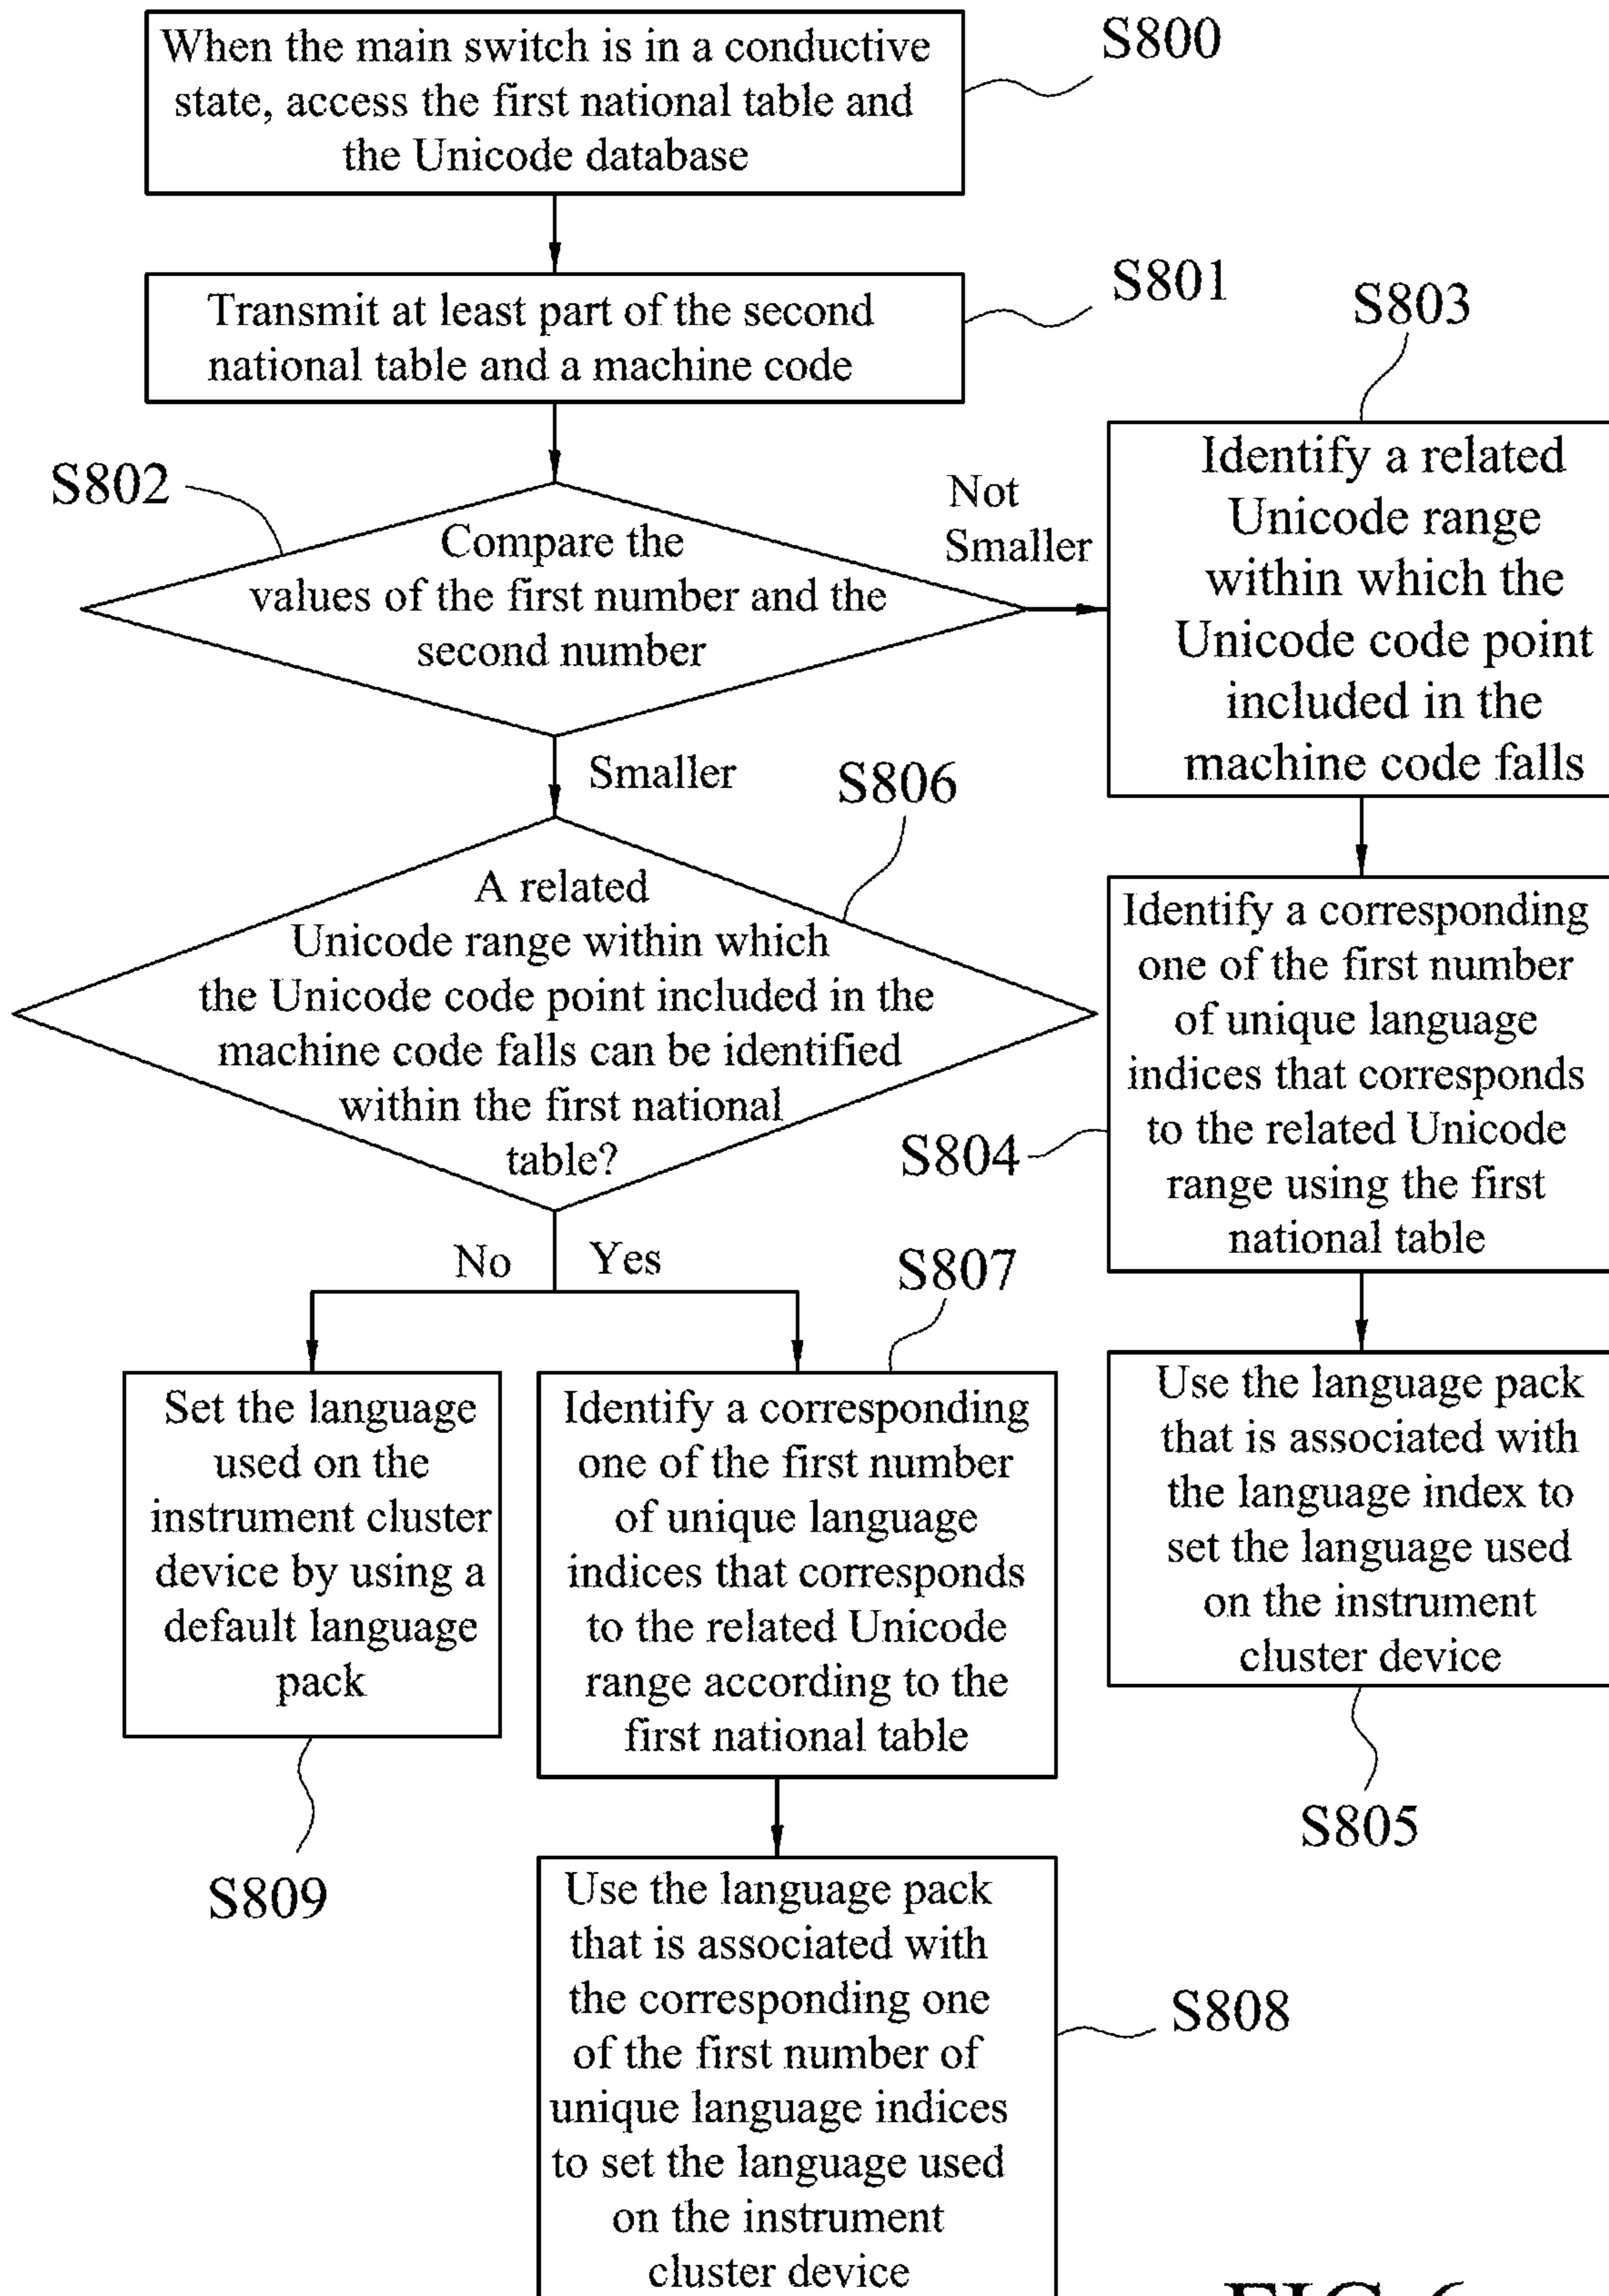 When the main switch is in a conductive
state, access the first national table and
the Unicode database
S800
Transmit at least part of the second
national table and a machine code
S801
S802
Compare the
values of the first number and the
second number
Not
Smaller
S803
Identify a related
Unicode range
within which the
Unicode code point
included in the
machine code falls
Smaller
S806
A related
Unicode range within which
the Unicode code point included in the
machine code falls can be identified
within the first national
table?
S804
Identify a corresponding
one of the first number
of unique language
indices that corresponds
to the related Unicode
range using the first
national table
No
Yes
S807
Set the language
used on the
instrument cluster
device by using a
default language
pack
S809
Identify a corresponding
one of the first number
of unique language
indices that corresponds
to the related Unicode
range according to the
first national table
Use the language pack
that is associated with
the language index to
set the language used
on the instrument
cluster device
S805
Use the language pack
that is associated with
the corresponding one
of the first number of
unique language indices
to set the language used
on the instrument
cluster device
S808
FIG. 6